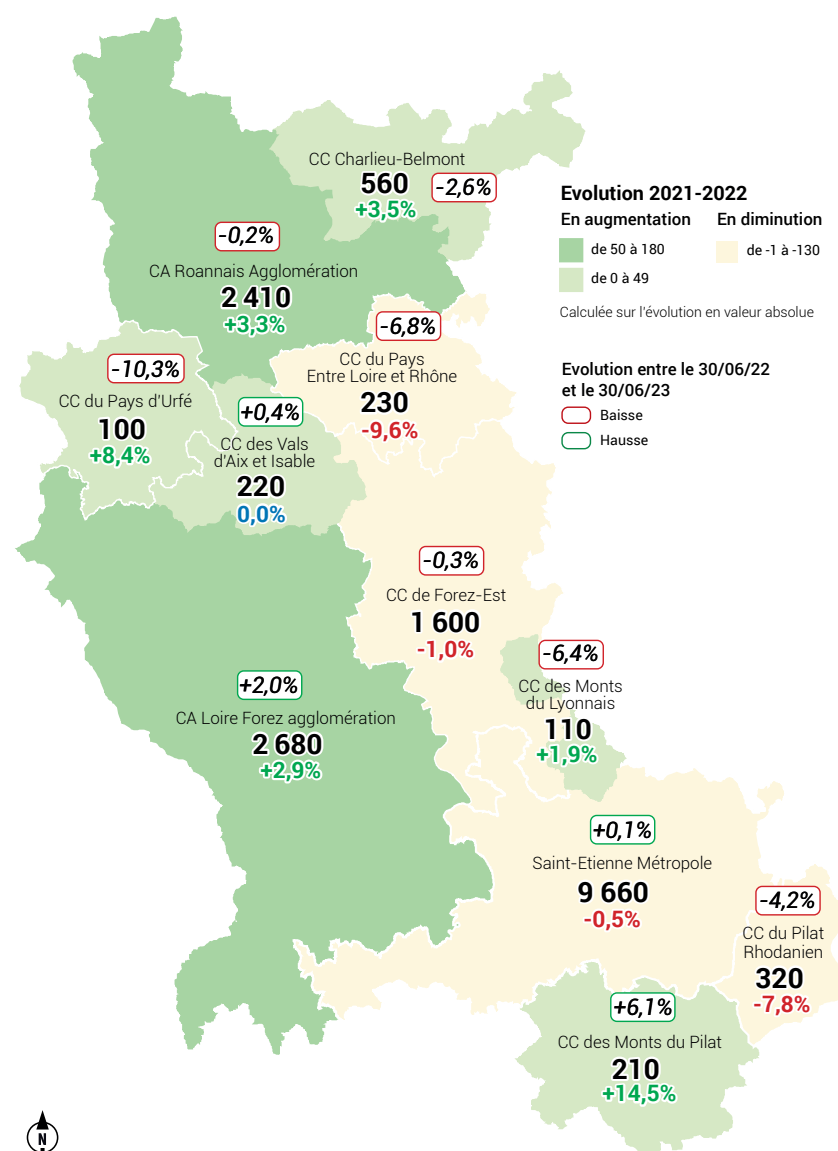 CC Charlieu-Belmont
560
-2,6%
+3,5%
Evolution 2021-2022
En augmentation
En diminution
de 50 à 180
de -1 à -130
de 0 à 49
Calculée sur l'évolution en valeur absolue
Evolution entre le 30/06/22
et le 30/06/23
Baisse
Hausse
-0,2%
CA Roannais Agglomération
2 410
+3,3%
-6,8%
CC du Pays
Entre Loire et Rhône
230
-9,6%
-10,3%
CC du Pays d'Urfé
100
+8,4%
+0,4%
CC des Vals
d'Aix et Isable
220
0,0%
-0,3%
CC de Forez-Est
1 600
-1,0%
-6,4%
CC des Monts
du Lyonnais
110
+1,9%
+2,0%
CA Loire Forez agglomération
2 680
+2,9%
+0,1%
Saint-Etienne Métropole
9 660
-0,5%
-4,2%
CC du Pilat
Rhodanien
320
-7,8%
+6,1%
CC des Monts du Pilat
210
+14,5%
N